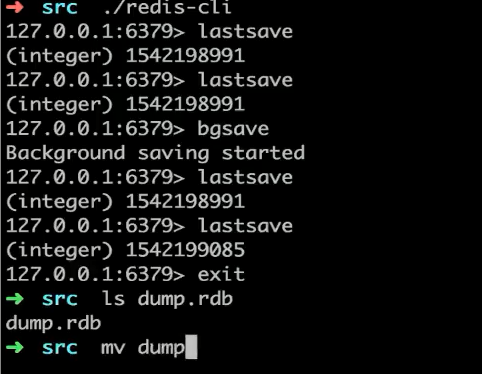 ➜ src ./redis-cli
127.0.0.1:6379> lastsave
(integer) 1542198991
127.0.0.1:6379> lastsave
(integer) 1542198991
127.0.0.1:6379> bgsave
Background saving started
127.0.0.1:6379> lastsave
(integer) 1542198991
127.0.0.1:6379> lastsave
(integer) 1542199085
127.0.0.1:6379> exit
➜ src ls dump.rdb
dump.rdb
➜ src mv dump